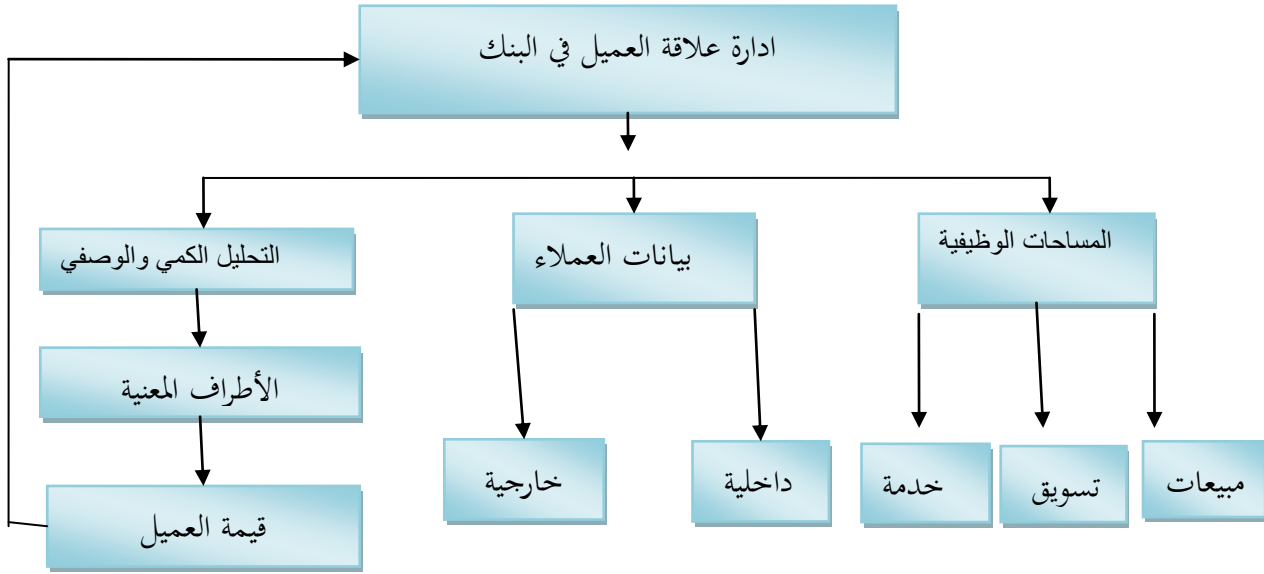 ادارة علاقة العميل في البنك
المساحات الوظيفية
بيانات العملاء
التحليل الكمي والوصفي
الأطراف المعنية
مبيعات
تسويق
خدمة
داخلية
خارجية
قيمة العميل